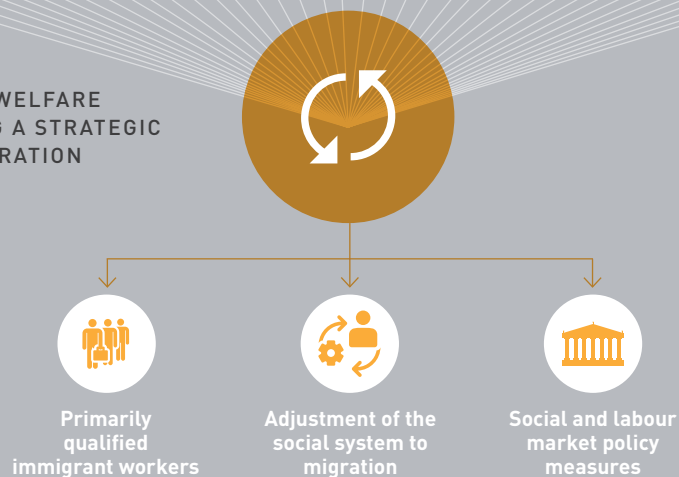 WELFARE
A STRATEGIC
Primarily
qualified
immigrant workers
Adjustment of the
social system to
migration
Social and labour
market policy
measures